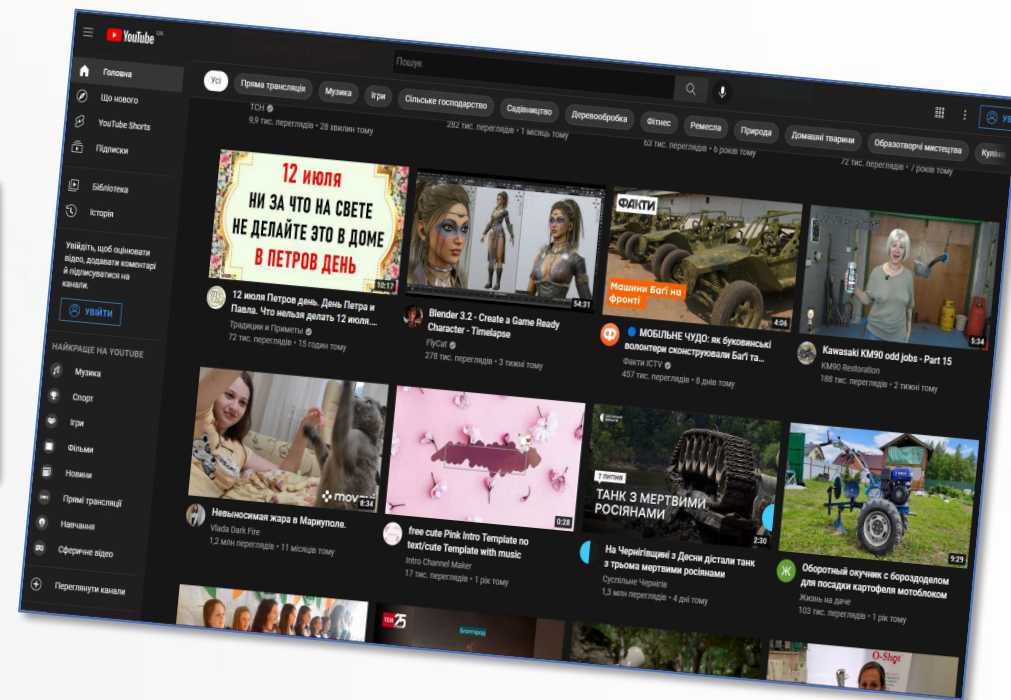 YouTube UA
Пошук
УВ
Головна
Що нового
YouTube Shorts
Підписки
Бібліотека
Історія
Увійдіть, щоб оцінювати
відео, додавати коментарі
й підписуватися на
канали.
УВІЙТИ
НАЙКРАЩЕ НА YOUTUBE
Музика
Спорт
Ігри
Фільми
Новини
Прямі трансляції
Навчання
Сферичне відео
Переглянути канали
Усі
Пряма трансляція
Музика
Ігри
Сільське господарство
Садівництво
Деревообробка
Фітнес
Ремесла
Природа
Домашні тварини
Образотворчі мистецтва
ТСН
9,9 тис. переглядів • 28 хвилин тому
282 тис. переглядів • 1 місяць тому
63 тис. переглядів • 6 років тому
72 тис. переглядів • 7 років тому
12 июля
НИ ЗА ЧТО НА СВЕТЕ
НЕ ДЕЛАЙТЕ ЭТО В ДОМЕ
В ПЕТРОВ ДЕНЬ
10:17
12 июля Петров день. День Петра и
Павла. Что нельзя делать 12 июля....
Традиции и Приметы
72 тис. переглядів • 15 годин тому
54:31
Blender 3.2 - Create a Game Ready
Character - Timelapse
FlyCat
278 тис. переглядів • 3 тижні тому
ФАКТИ
Машини Баґі на
фронті
4:06
МОБІЛЬНЕ ЧУДО: як буковинські
волонтери сконструювали Баґі та...
Факти ICTV
457 тис. переглядів • 8 днів тому
5:34
Kawasaki KM90 odd jobs - Part 15
KM90 Restoration
188 тис. переглядів • 2 тижні тому
movavi
8:34
Невыносимая жара в Мариуполе.
Vlada Dark Fire
1,2 млн переглядів • 11 місяців тому
0:28
free cute Pink Intro Template no
text/cute Template with music
Intro Channel Maker
17 тис. переглядів • 1 рік тому
7 ЛИПНЯ
ТАНК З МЕРТВИМИ
РОСІЯНАМИ
2:30
На Чернігівщині з Десни дістали танк
з трьома мертвими росіянами
Суспільне Чернігів
1,3 млн переглядів • 4 дні тому
9:29
Ж
Оборотный окучник с бороздоделом
для посадки картофеля мотоблоком
Жизнь на даче
103 тис. переглядів • 1 рік тому
25
Белгород
O-Shot